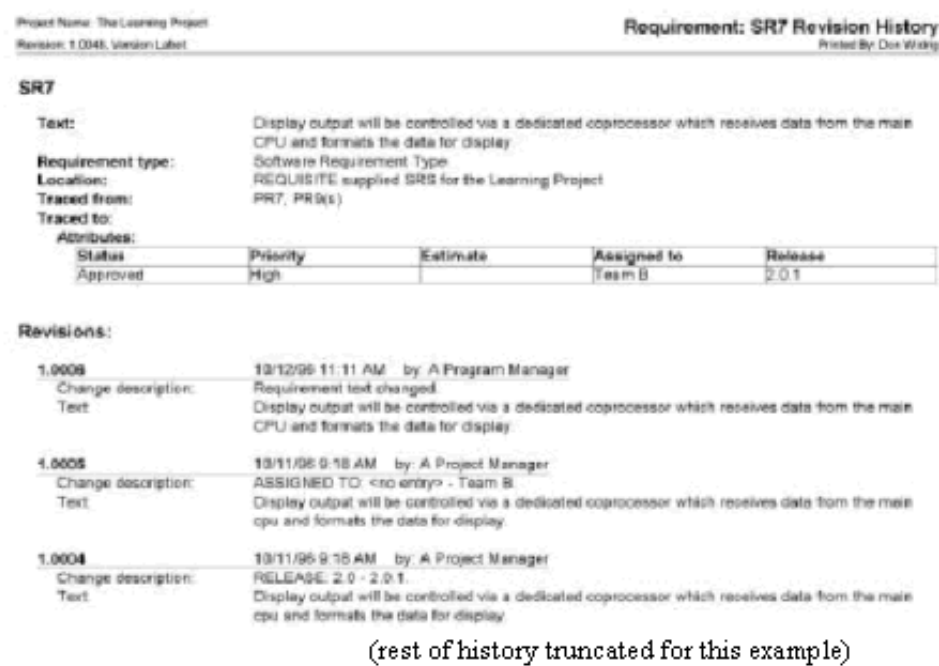 Project Name: The Learning Project
Requirement: SR7 Revision History
Revision: 1.0048, Version Label:
Printed By: Don Widrig
SR7
Text: Display output will be controlled via a dedicated coprocessor which receives data from the main
CPU and formats the data for display
Requirement type: Software Requirement Type
Location: REQUISITE supplied SRS for the Learning Project
Traced from: PR7, PR9(s)
Traced to:
Attributes:
Status Priority Estimate Assigned to Release
Approved High Team B 2.0.1
Revisions:
1.0006 10/12/96 11:11 AM by: A Program Manager
Change description: Requirement text changed.
Text Display output will be controlled via a dedicated coprocessor which receives data from the main
CPU and formats the data for display
1.0005 10/11/96 9:18 AM by: A Project Manager
Change description: ASSIGNED TO: <no entry> - Team B
Text Display output will be controlled via a dedicated coprocessor which receives data from the main
cpu and formats the data for display
1.0004 10/11/96 9:18 AM by: A Project Manager
Change description: RELEASE: 2.0 - 2.0.1.
Text Display output will be controlled via a dedicated coprocessor which receives data from the main
cpu and formats the data for display
(rest of history truncated for this example)